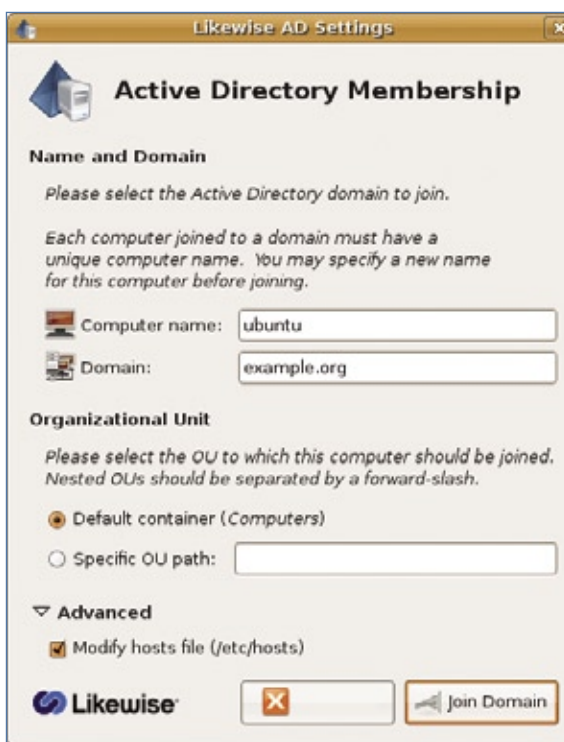 Likewise AD Settings
Active Directory Membership
Name and Domain
Please select the Active Directory domain to join.
Each computer joined to a domain must have a
unique computer name. You may specify a new name
for this computer before joining.
Computer name: ubuntu
Domain: example.org
Organizational Unit
Please select the OU to which this computer should be joined.
Nested OUs should be separated by a forward-slash.
Default container (Computers)
Specific OU path:
Advanced
Modify hosts file (/etc/hosts)
Likewise Join Domain